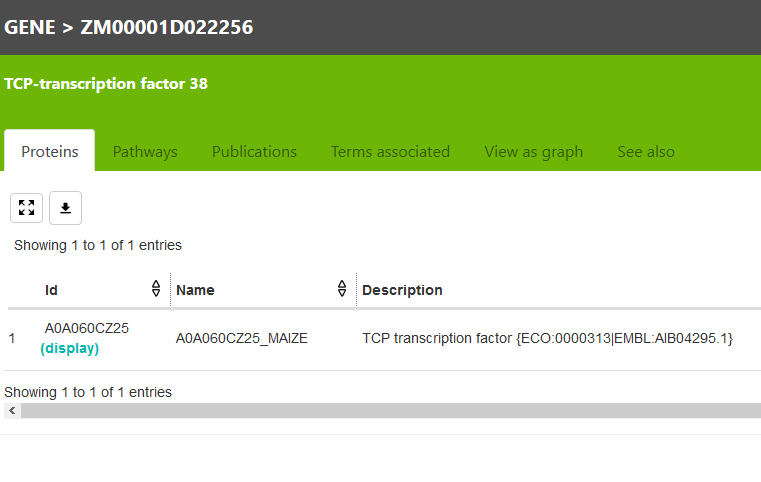 GENE > ZM00001D022256
TCP-transcription factor 38
Proteins Pathways Publications Terms associated View as graph See also
Showing 1 to 1 of 1 entries
Id Name Description
1 A0A060CZ25 (display) A0A060CZ25_MAIZE TCP transcription factor {ECO:0000313|EMBL:AIB04295.1}
Showing 1 to 1 of 1 entries